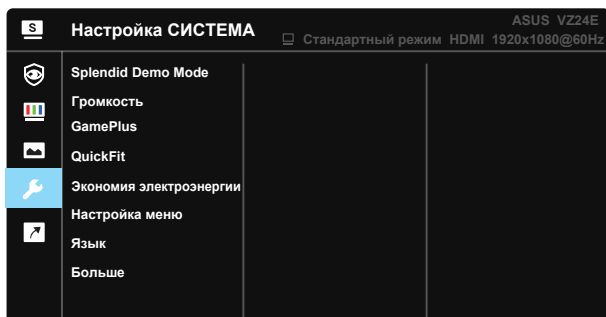 S
Настройка СИСТЕМА
ASUS VZ24E
Стандартный режим HDMI 1920x1080@60Hz
Splendid Demo Mode
Громкость
GamePlus
QuickFit
Экономия электроэнергии
Настройка меню
Язык
Больше